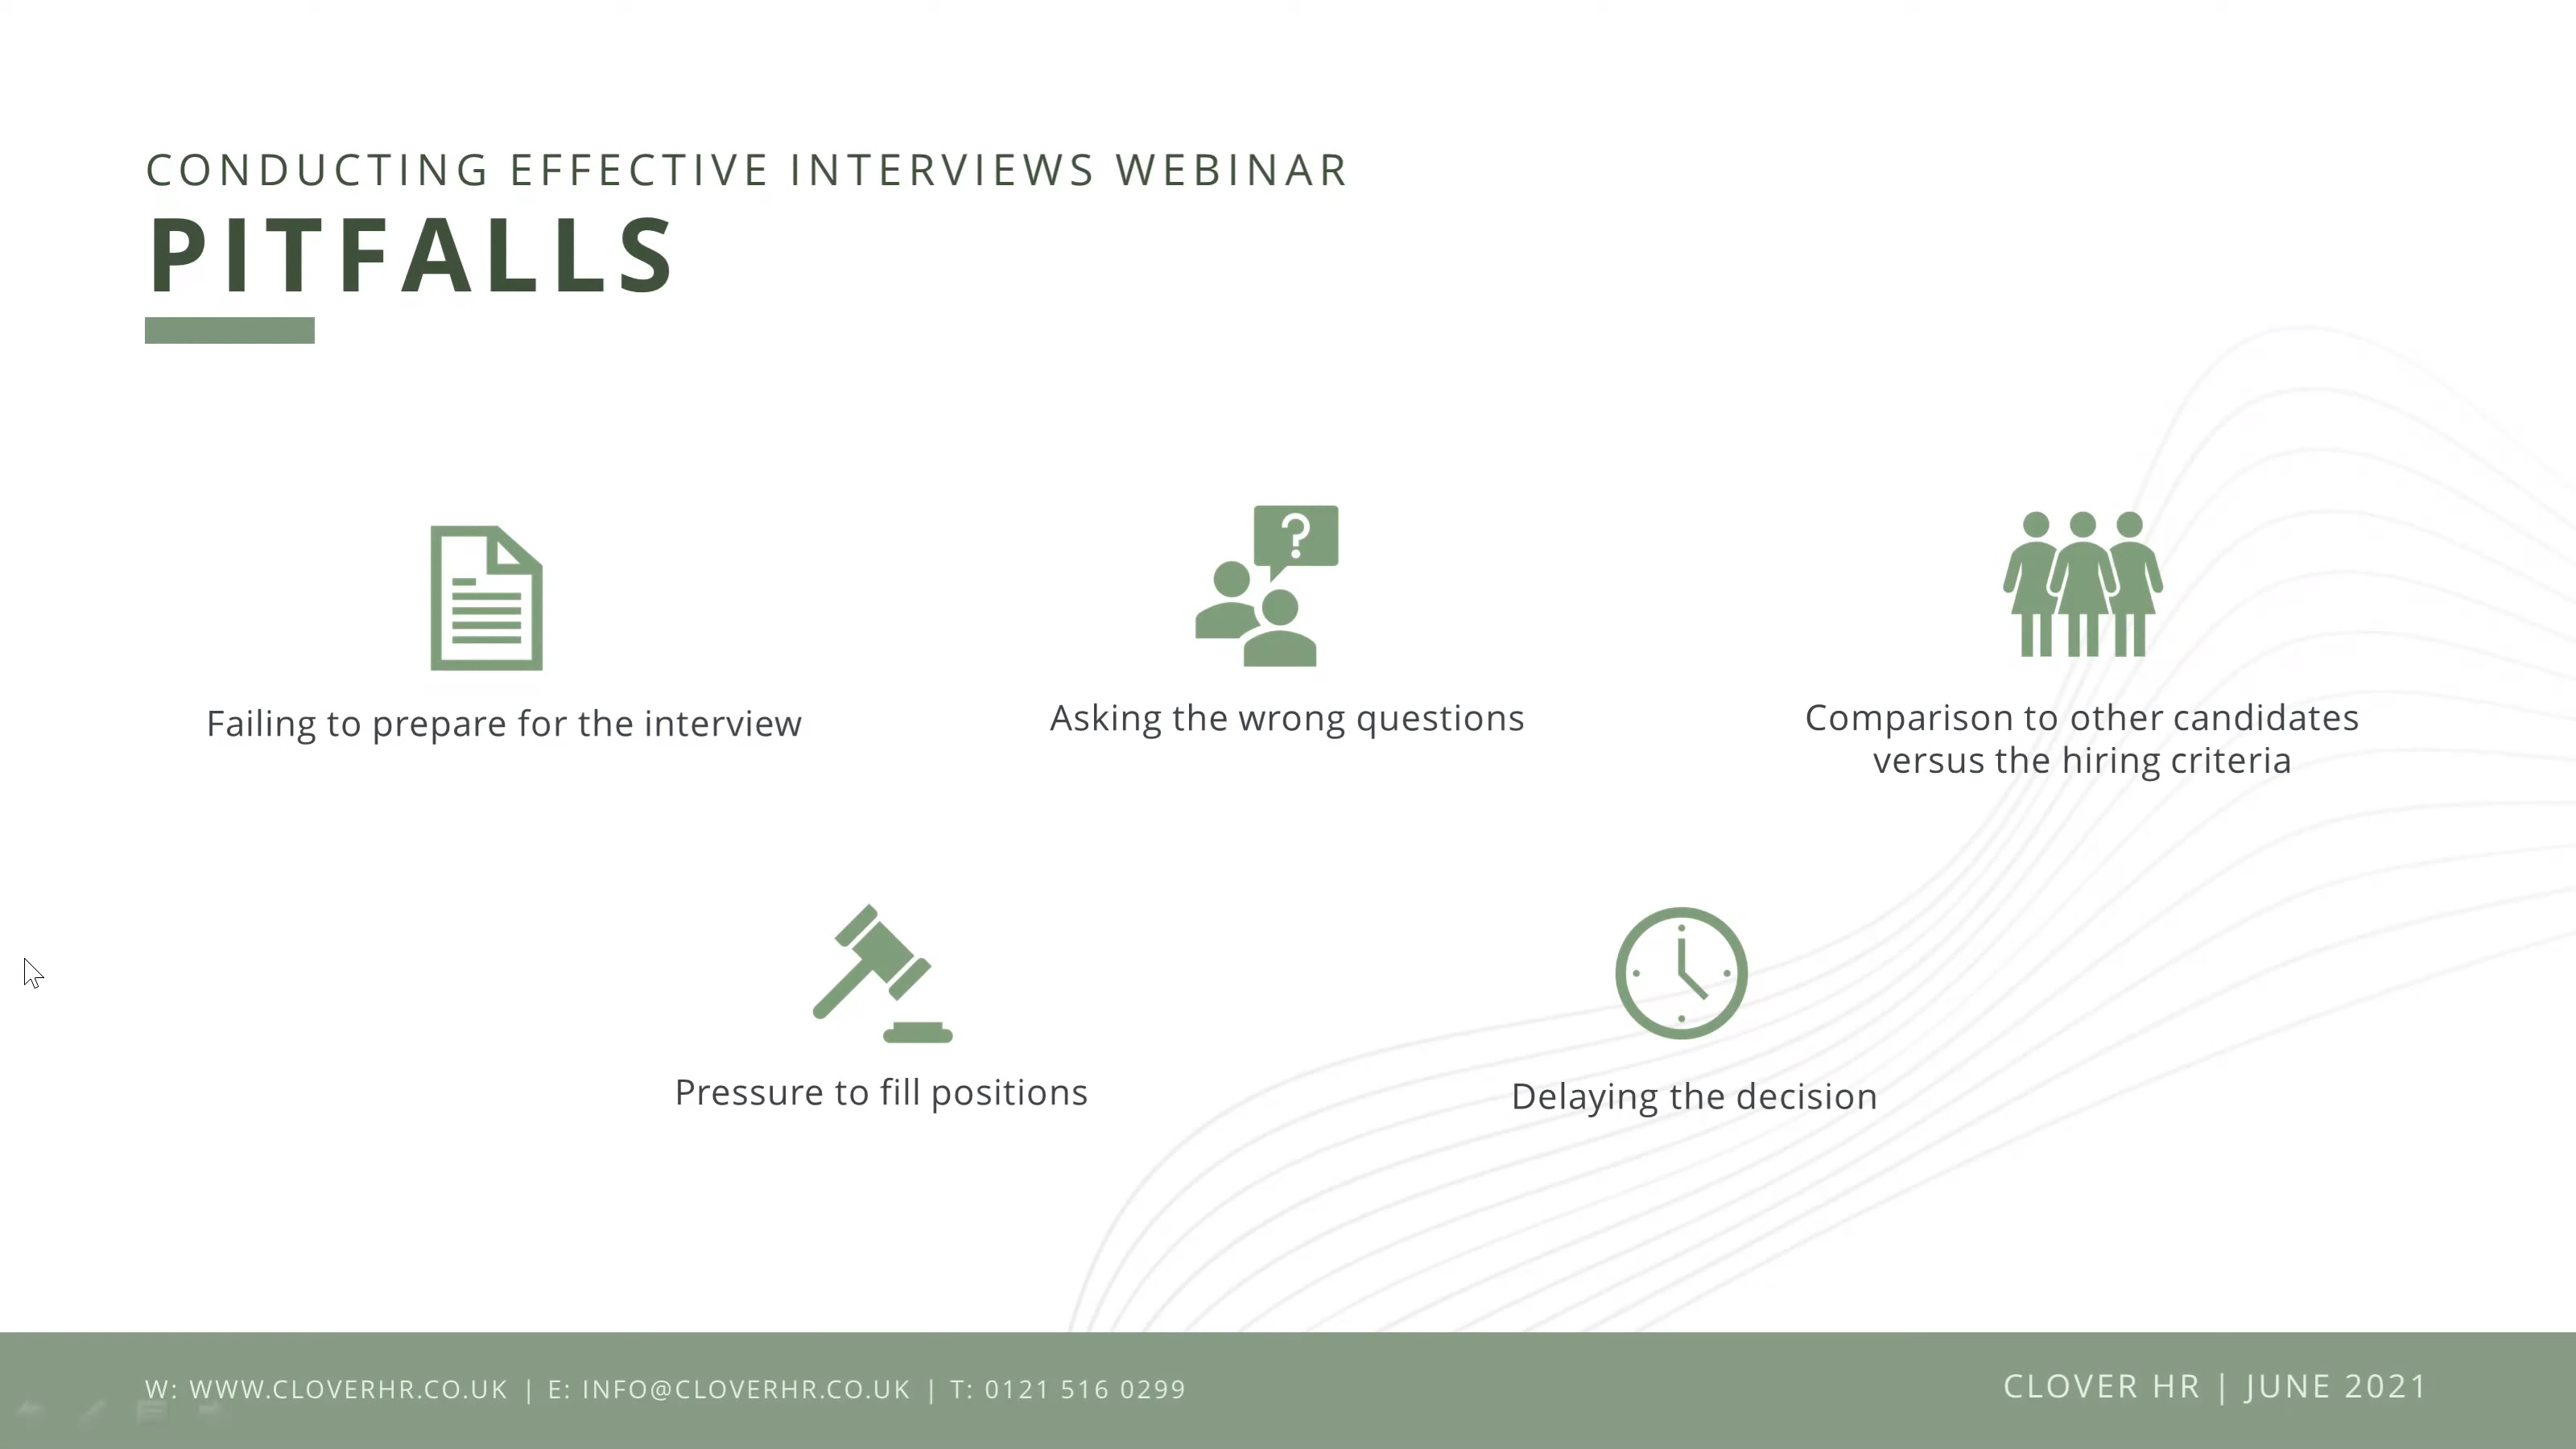 CONDUCTING EFFECTIVE INTERVIEWS WEBINAR
PITFALLS
?
Failing to prepare for the interview
Asking the wrong questions
Comparison to other candidates
versus the hiring criteria
Pressure to fill positions
Delaying the decision
W: WWW.CLOVERHR.CO.UK | E: INFO@CLOVERHR.CO.UK | T: 0121 516 0299
CLOVER HR | JUNE 2021